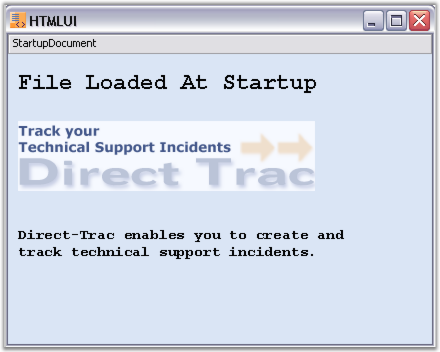 HTMLUI
StartupDocument
File Loaded At Startup
Track your
Technical Support Incidents
Direct Trac
Direct-Trac enables you to create and
track technical support incidents.